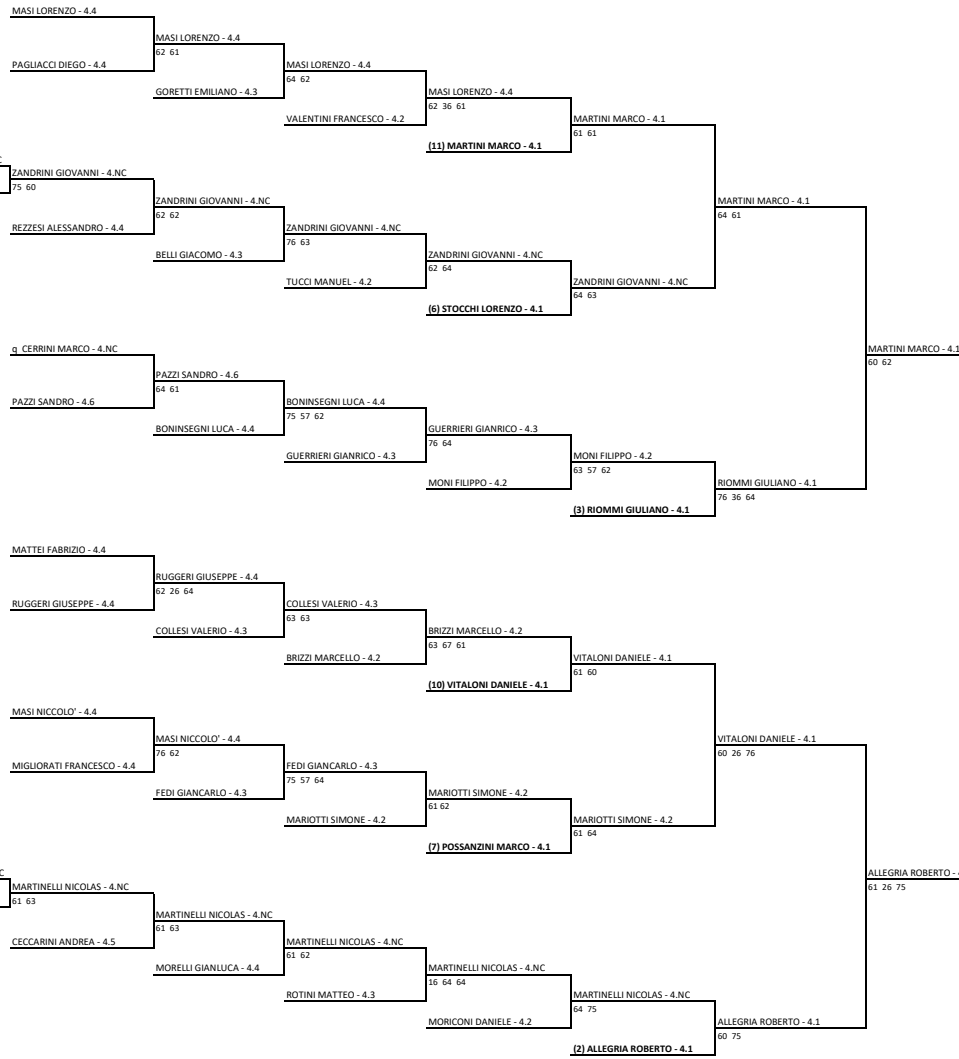 MASI LORENZO - 4.4
MASI LORENZO - 4.4
62 61
PAGLIACCI DIEGO - 4.4
MASI LORENZO - 4.4
64 62
GORETTI EMILIANO - 4.3
MASI LORENZO - 4.4
62 36 61
VALENTINI FRANCESCO - 4.2
MARTINI MARCO - 4.1
61 61
(11) MARTINI MARCO - 4.1
ZANDRINI GIOVANNI - 4.NC
75 60
ZANDRINI GIOVANNI - 4.NC
62 62
MARTINI MARCO - 4.1
64 61
REZZESI ALESSANDRO - 4.4
ZANDRINI GIOVANNI - 4.NC
76 63
BELLI GIACOMO - 4.3
ZANDRINI GIOVANNI - 4.NC
62 64
TUCCI MANUEL - 4.2
ZANDRINI GIOVANNI - 4.NC
64 63
(6) STOCCHI LORENZO - 4.1
q CERRINI MARCO - 4.NC
MARTINI MARCO - 4.1
60 62
PAZZI SANDRO - 4.6
64 61
PAZZI SANDRO - 4.6
BONINSEGNI LUCA - 4.4
75 57 62
BONINSEGNI LUCA - 4.4
GUERRIERI GIANRICO - 4.3
76 64
GUERRIERI GIANRICO - 4.3
MONI FILIPPO - 4.2
63 57 62
MONI FILIPPO - 4.2
RIOMMI GIULIANO - 4.1
76 36 64
(3) RIOMMI GIULIANO - 4.1
MATTEI FABRIZIO - 4.4
RUGGERI GIUSEPPE - 4.4
62 26 64
RUGGERI GIUSEPPE - 4.4
COLLESI VALERIO - 4.3
63 63
COLLESI VALERIO - 4.3
BRIZZI MARCELLO - 4.2
63 67 61
BRIZZI MARCELLO - 4.2
VITALONI DANIELE - 4.1
61 60
(10) VITALONI DANIELE - 4.1
MASI NICCOLO' - 4.4
MASI NICCOLO' - 4.4
76 62
VITALONI DANIELE - 4.1
60 26 76
MIGLIORATI FRANCESCO - 4.4
FEDI GIANCARLO - 4.3
75 57 64
FEDI GIANCARLO - 4.3
MARIOTTI SIMONE - 4.2
61 62
MARIOTTI SIMONE - 4.2
MARIOTTI SIMONE - 4.2
61 64
(7) POSSANZINI MARCO - 4.1
ALLEGRIA ROBERTO -
61 26 75
MARTINELLI NICOLAS - 4.NC
61 63
MARTINELLI NICOLAS - 4.NC
61 63
CECCARINI ANDREA - 4.5
MARTINELLI NICOLAS - 4.NC
61 62
MORELLI GIANLUCA - 4.4
MARTINELLI NICOLAS - 4.NC
16 64 64
ROTINI MATTEO - 4.3
MARTINELLI NICOLAS - 4.NC
64 75
MORICONI DANIELE - 4.2
ALLEGRIA ROBERTO - 4.1
60 75
(2) ALLEGRIA ROBERTO - 4.1